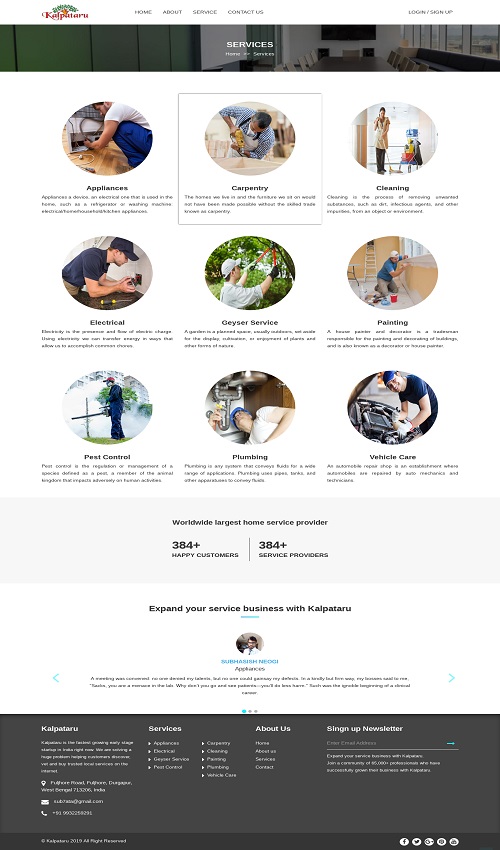 Kalpataru
HOME ABOUT SERVICE CONTACT US LOGIN / SIGN UP
SERVICES
Home >> Services
Appliances
Appliances a device, an electrical one that is used in the
home, such as a refrigerator or washing machine.
electrical/home/household/kitchen appliances.
Carpentry
The homes we live in and the furniture we sit on would
not have been made possible without the skilled trade
known as carpentry.
Cleaning
Cleaning is the process of removing unwanted
substances, such as dirt, infectious agents, and other
impurities, from an object or environment.
Electrical
Electricity is the presence and flow of electric charge.
Using electricity we can transfer energy in ways that
allow us to accomplish common chores.
Geyser Service
A garden is a planned space, usually outdoors, set aside
for the display, cultivation, or enjoyment of plants and
other forms of nature.
Painting
A house painter and decorator is a tradesman
responsible for the painting and decorating of buildings,
and is also known as a decorator or house painter.
Pest Control
Pest control is the regulation or management of a
species defined as a pest, a member of the animal
kingdom that impacts adversely on human activities.
Plumbing
Plumbing is any system that conveys fluids for a wide
range of applications. Plumbing uses pipes, tanks, and
other apparatuses to convey fluids.
Vehicle Care
An automobile repair shop is an establishment where
automobiles are repaired by auto mechanics and
technicians.
Worldwide largest home service provider
384+
HAPPY CUSTOMERS
384+
SERVICE PROVIDERS
Expand your service business with Kalpataru
SUBHASISH NEOGI
Appliances
A meeting was convened. no one denied my talents, but no one could gainsay my defects. In a kindly but firm way, my bosses said to me,
"Sacks, you are a menace in the lab. Why don't you go and see patients—you'll do less harm." Such was the ignoble beginning of a clinical
career.
Kalpataru
Kalpataru is the fastest growing early stage
startup in India right now. We are solving a
huge problem helping customers discover,
vet and buy trusted local services on the
internet.
Fuljhore Road, Fuljhore, Durgapur,
West Bengal 713206, India
+91 9932259291
Services
Appliances
Electrical
Geyser Service
Pest Control
Carpentry
Cleaning
Painting
Plumbing
Vehicle Care
About Us
Home
About us
Services
Contact
Singn up Newsletter
Enter Email Address
Expand your service business with Kalpataru.
Join a community of 65,000+ professionals who have
successfully grown their business with Kalpataru.
© Kalpataru 2019 All Right Reserved